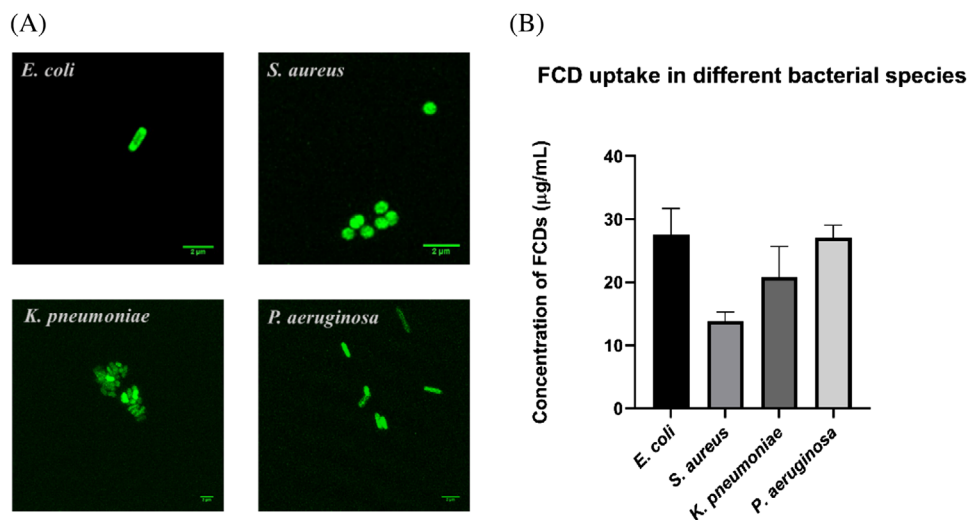 (A)
E. coli
2 µm
S. aureus
2 µm
K. pneumoniae
P. aeruginosa
(B)
FCD uptake in different bacterial species
Concentration of FCDs (µg/mL)
40
30
20
10
0
E. coli
S. aureus
K. pneumoniae
P. aeruginosa